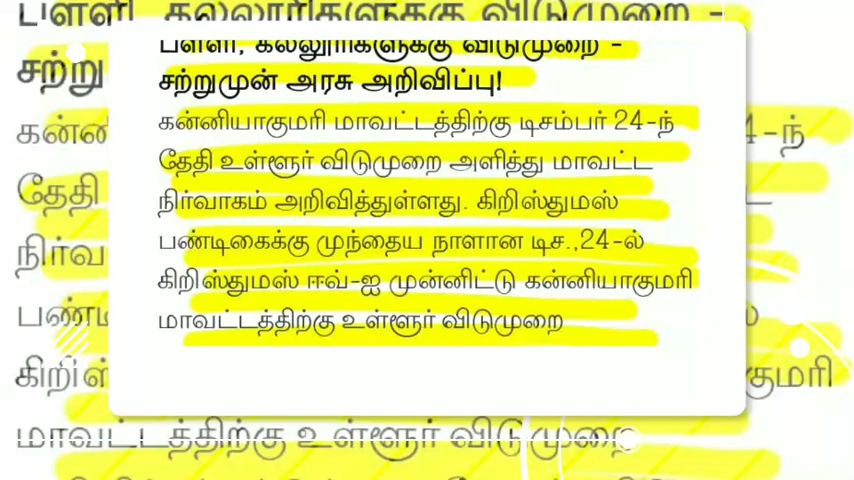 பள்ளி, கல்லூரிகளுக்கு விடுமுறை -
சற்றுமுன் அரசு அறிவிப்பு!
கன்னியாகுமரி மாவட்டத்திற்கு டிசம்பர் 24-ந்
தேதி உள்ளூர் விடுமுறை அளித்து மாவட்ட
நிர்வாகம் அறிவித்துள்ளது. கிறிஸ்துமஸ்
பண்டிகைக்கு முந்தைய நாளான டிச.,24-ல்
கிறிஸ்துமஸ் ஈவ்-ஐ முன்னிட்டு கன்னியாகுமரி
மாவட்டத்திற்கு உள்ளூர் விடுமுறை